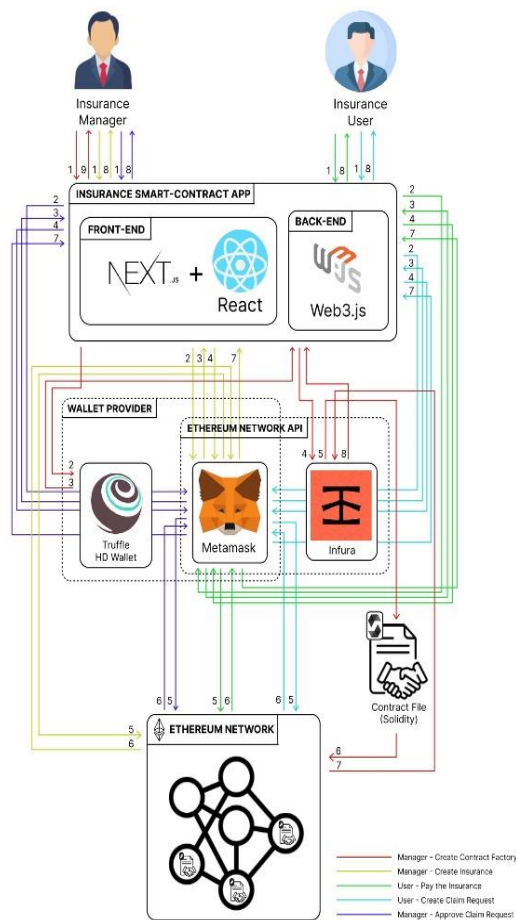 Insurance
Manager
Insurance
User
1 9 1 8 1 8
1 8 1 8
2
3
4
7
INSURANCE SMART-CONTRACT APP
FRONT-END
NEXT.JS + React
BACK-END
W3JS
Web3.js
2
3
4
7
2
3
4
7
2 3 4 7
WALLET PROVIDER
ETHEREUM NETWORK API
4 5 8
2
3
Truffle
HD Wallet
Metamask
Infura
Contract File
(Solidity)
6 5
5 6
6 5
5
6
6
7
ETHEREUM NETWORK
Manager - Create Contract Factory
Manager - Create Insurance
User - Pay the Insurance
User - Create Claim Request
Manager - Approve Claim Request